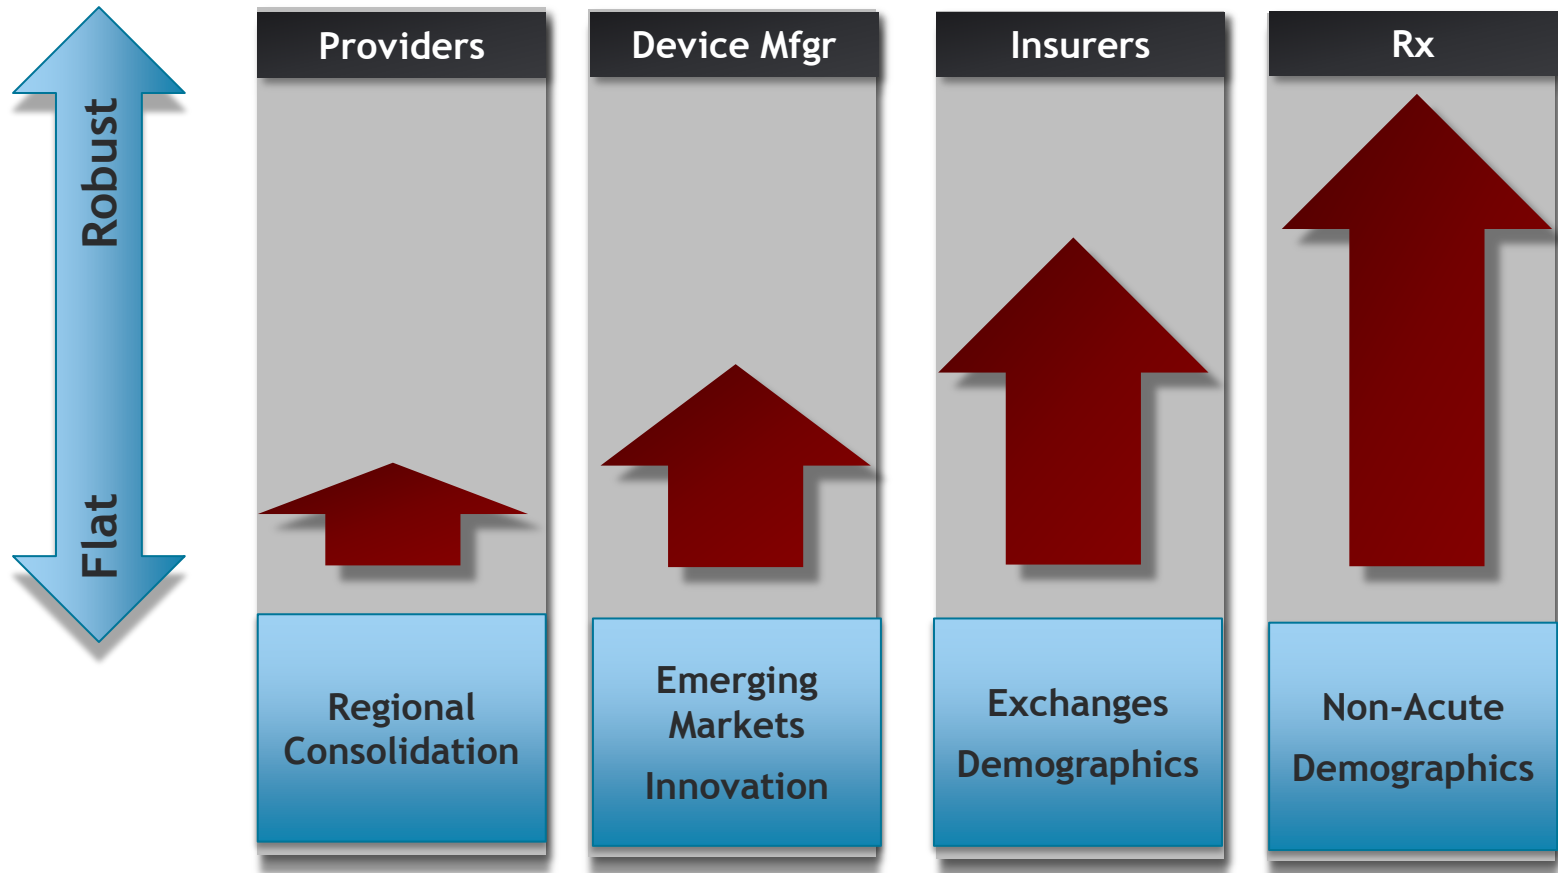 Robust
Flat
Providers
Device Mfgr
Insurers
Rx
Regional
Consolidation
Emerging
Markets
Innovation
Exchanges
Demographics
Non-Acute
Demographics